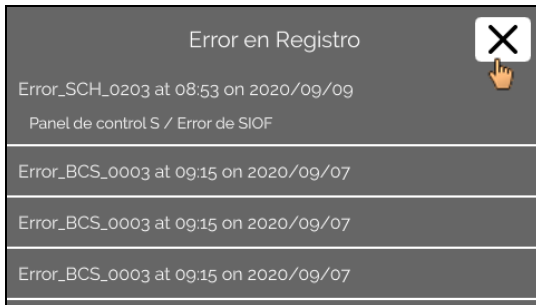 Error en Registro
Error_SCH_0203 at 08:53 on 2020/09/09
Panel de control S / Error de SIOF
Error_BCS_0003 at 09:15 on 2020/09/07
Error_BCS_0003 at 09:15 on 2020/09/07
Error_BCS_0003 at 09:15 on 2020/09/07